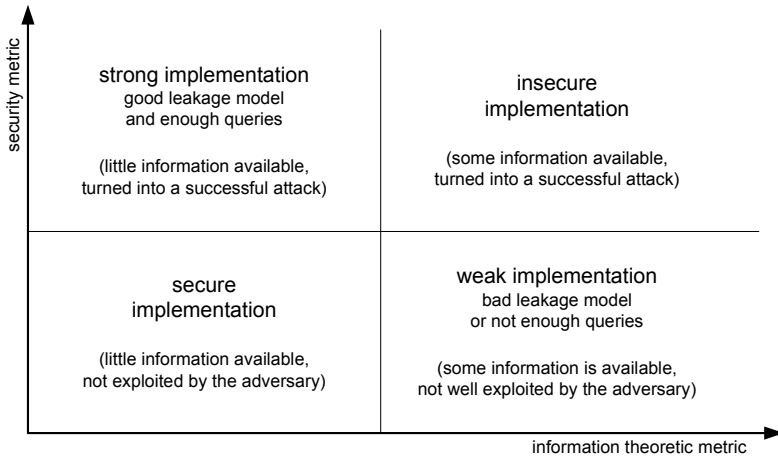 security metric
strong implementation
good leakage model
and enough queries
(little information available,
turned into a successful attack)
insecure
implementation
(some information available,
turned into a successful attack)
secure
implementation
(little information available,
not exploited by the adversary)
weak implementation
bad leakage model
or not enough queries
(some information is available,
not well exploited by the adversary)
information theoretic metric